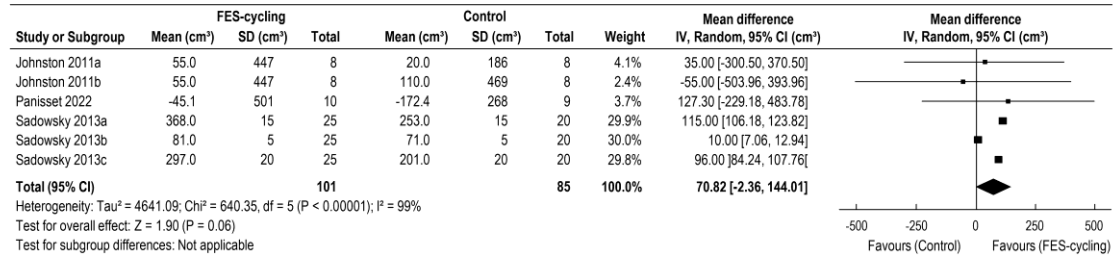 FES-cycling Control Mean difference Mean difference
Study or Subgroup Mean (cm³) SD (cm³) Total Mean (cm³) SD (cm³) Total Weight IV, Random, 95% CI (cm³) IV, Random, 95% CI (cm³)
Johnston 2011a 55.0 447 8 20.0 186 8 4.1% 35.00 [-300.50, 370.50]
Johnston 2011b 55.0 447 8 110.0 469 8 2.4% -55.00 [-503.96, 393.96]
Panisset 2022 -45.1 501 10 -172.4 268 9 3.7% 127.30 [-229.18, 483.78]
Sadowsky 2013a 368.0 15 25 253.0 15 20 29.9% 115.00 [106.18, 123.82]
Sadowsky 2013b 81.0 5 25 71.0 5 20 30.0% 10.00 [7.06, 12.94]
Sadowsky 2013c 297.0 20 25 201.0 20 20 29.8% 96.00 ]84.24, 107.76[
Total (95% CI) 101 85 100.0% 70.82 [-2.36, 144.01]
Heterogeneity: Tau² = 4641.09; Chi² = 640.35, df = 5 (P < 0.00001); I² = 99%
Test for overall effect: Z = 1.90 (P = 0.06)
Test for subgroup differences: Not applicable
-500 -250 0 250 500
Favours (Control) Favours (FES-cycling)